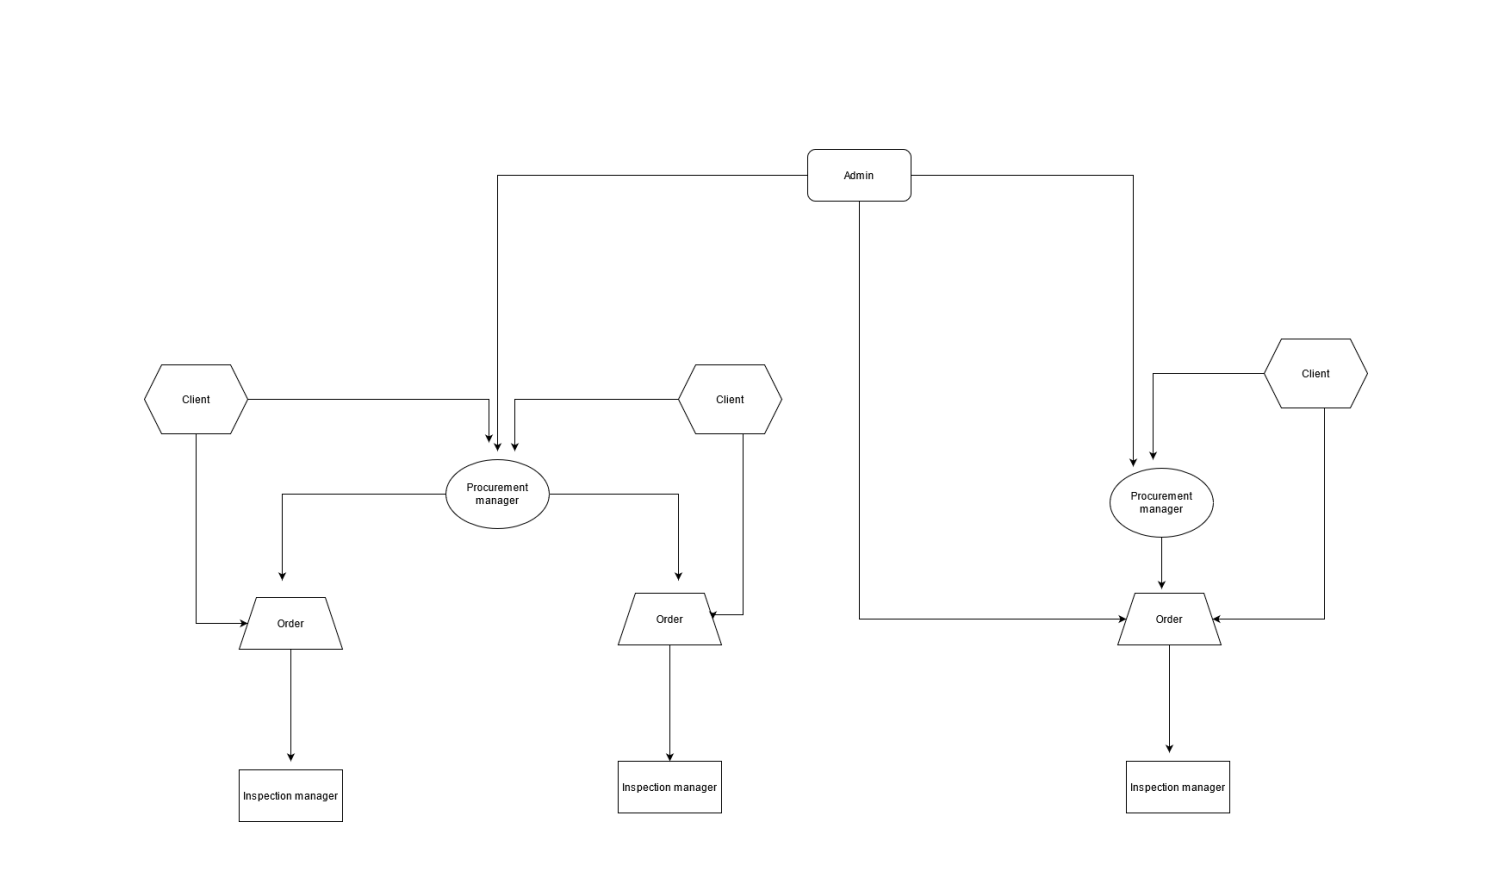 Admin
Client
Client
Client
Procurement
manager
Procurement
manager
Order
Order
Order
Inspection manager
Inspection manager
Inspection manager